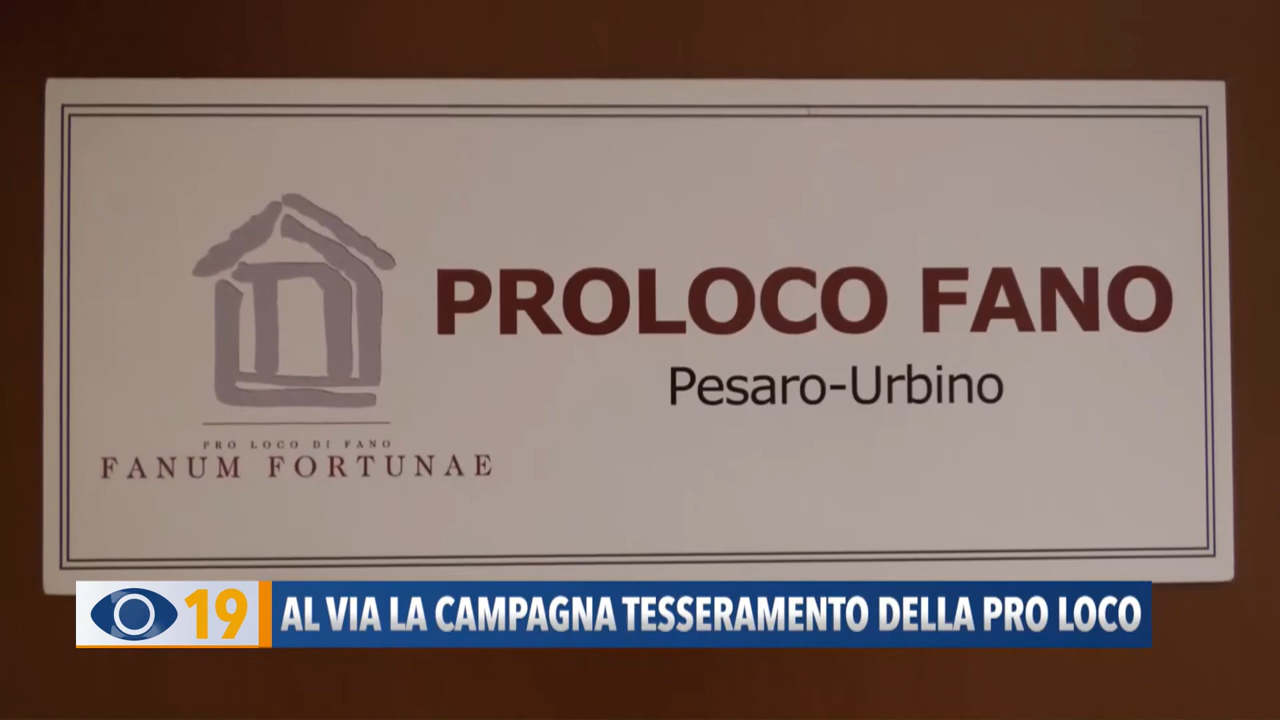 PROLOCO FANO
Pesaro-Urbino
PRO LOCO DI FANO
FANUM FORTUNAE
19 AL VIA LA CAMPAGNA TESSERAMENTO DELLA PRO LOCO